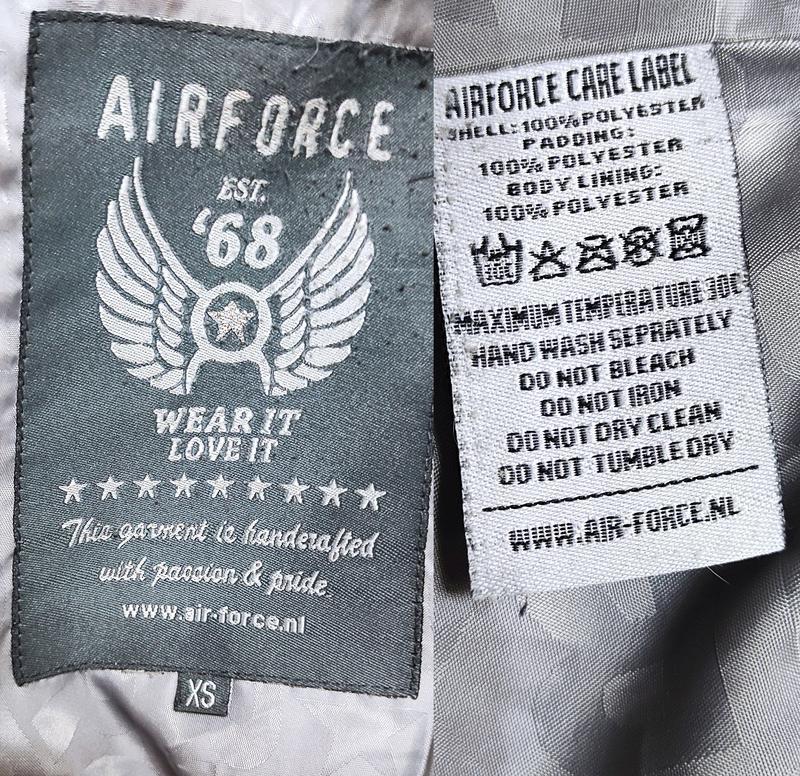 AIRFORCE
EST.
'68
WEAR IT
LOVE IT
This garment is handcrafted
with passion & pride
www.air-force.nl
XS
AIRFORCE CARE LABEL
SHELL: 100% POLYESTER
PADDING:
100% POLYESTER
BODY LINING:
100% POLYESTER
30C
MAXIMUM TEMPERATURE 30C
HAND WASH SEPRATELY
DO NOT BLEACH
DO NOT IRON
DO NOT DRY CLEAN
DO NOT TUMBLE DRY
WWW.AIR-FORCE.NL